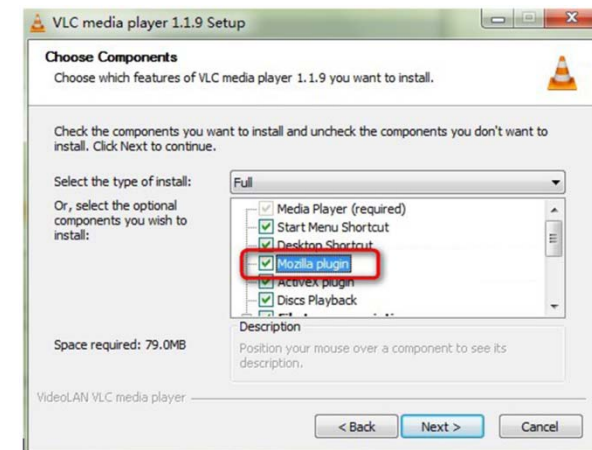 VLC media player 1.1.9 Setup
Choose Components
Choose which features of VLC media player 1.1.9 you want to install.
Check the components you want to install and uncheck the components you don't want to
install. Click Next to continue.
Select the type of install:
Full
Or, select the optional
components you wish to
install:
Media Player (required)
Start Menu Shortcut
Desktop Shortcut
Mozilla plugin
ActiveX plugin
Discs Playback
Space required: 79.0MB
Description
Position your mouse over a component to see its
description.
VideoLAN VLC media player
< Back
Next >
Cancel